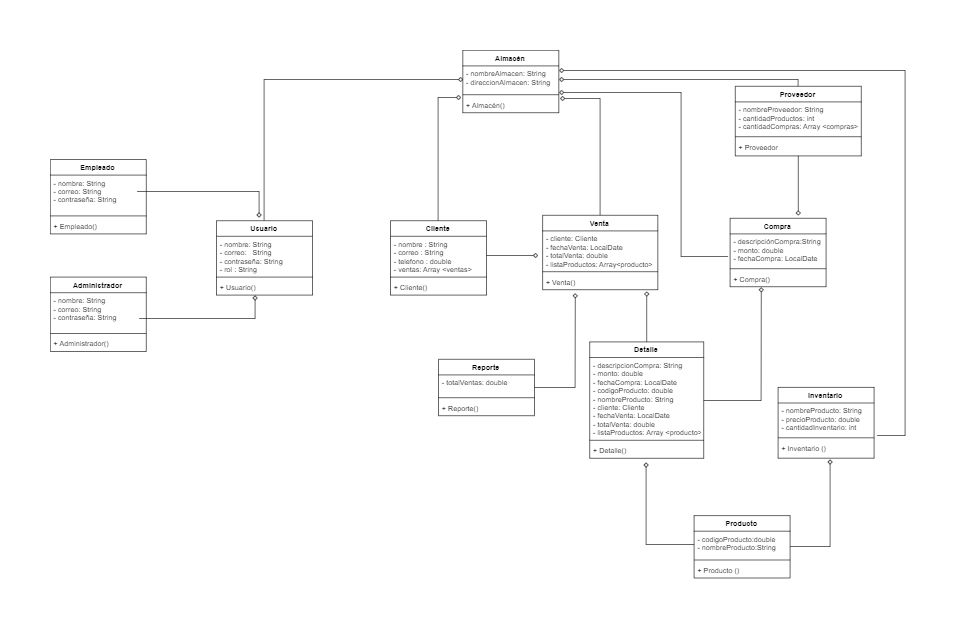 Almacén
- nombreAlmacen: String
- direccionAlmacen: String
+ Almacén()
Proveedor
- nombreProveedor: String
- cantidadProductos: int
- cantidadCompras: Array <compras>
+ Proveedor
Empleado
- nombre: String
- correo: String
- contraseña: String
+ Empleado()
Usuario
- nombre: String
- correo: String
- contraseña: String
- rol : String
+ Usuario()
Cliente
- nombre : String
- correo : String
- telefono : double
- ventas: Array <ventas>
+ Cliente()
Venta
- cliente: Cliente
- fechaVenta: LocalDate
- totalVenta: double
- listaProductos: Array<producto>
+ Venta()
Compra
- descripciónCompra:String
- monto: double
- fechaCompra: LocalDate
+ Compra()
Administrador
- nombre: String
- correo: String
- contraseña: String
+ Administrador()
Reporte
- totalVentas: double
+ Reporte()
Detalle
- descripcionCompra: String
- monto: double
- fechaCompra: LocalDate
- codigoProducto: double
- nombreProducto: String
- cliente: Cliente
- fechaVenta: LocalDate
- totalVenta: double
- listaProductos: Array <producto>
+ Detalle()
Inventario
- nombreProducto: String
- precioProducto: double
- cantidadInventario: int
+ Inventario ()
Producto
- codigoProducto:double
- nombreProducto:String
+ Producto ()